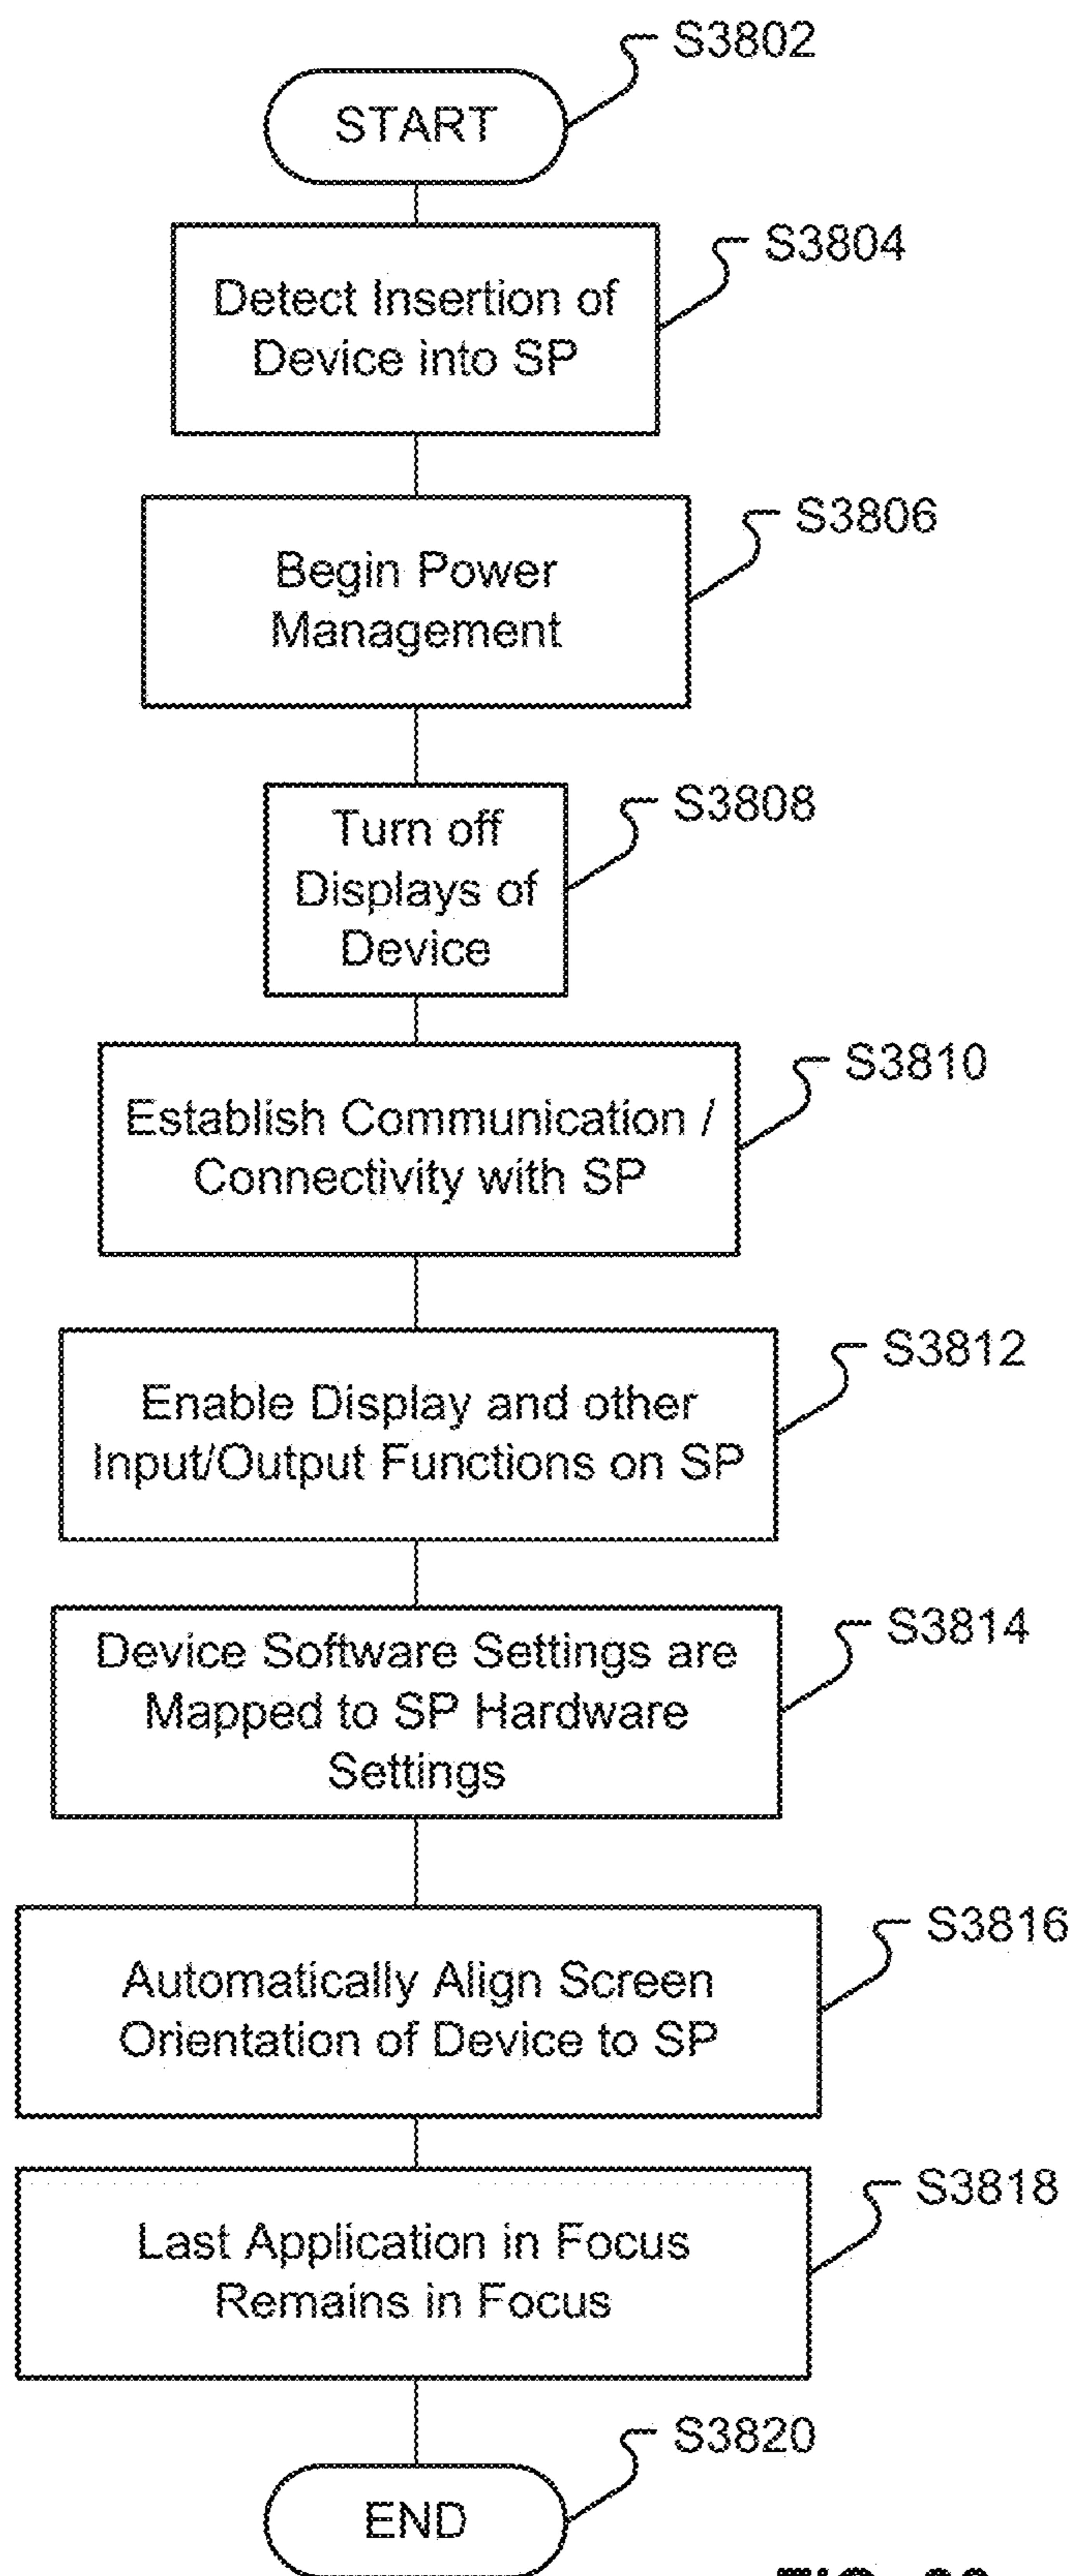 S3802
START
S3804
Detect Insertion of
Device into SP
S3806
Begin Power
Management
S3808
Turn off
Displays of
Device
S3810
Establish Communication /
Connectivity with SP
S3812
Enable Display and other
Input/Output Functions on SP
S3814
Device Software Settings are
Mapped to SP Hardware
Settings
S3816
Automatically Align Screen
Orientation of Device to SP
S3818
Last Application in Focus
Remains in Focus
S3820
END